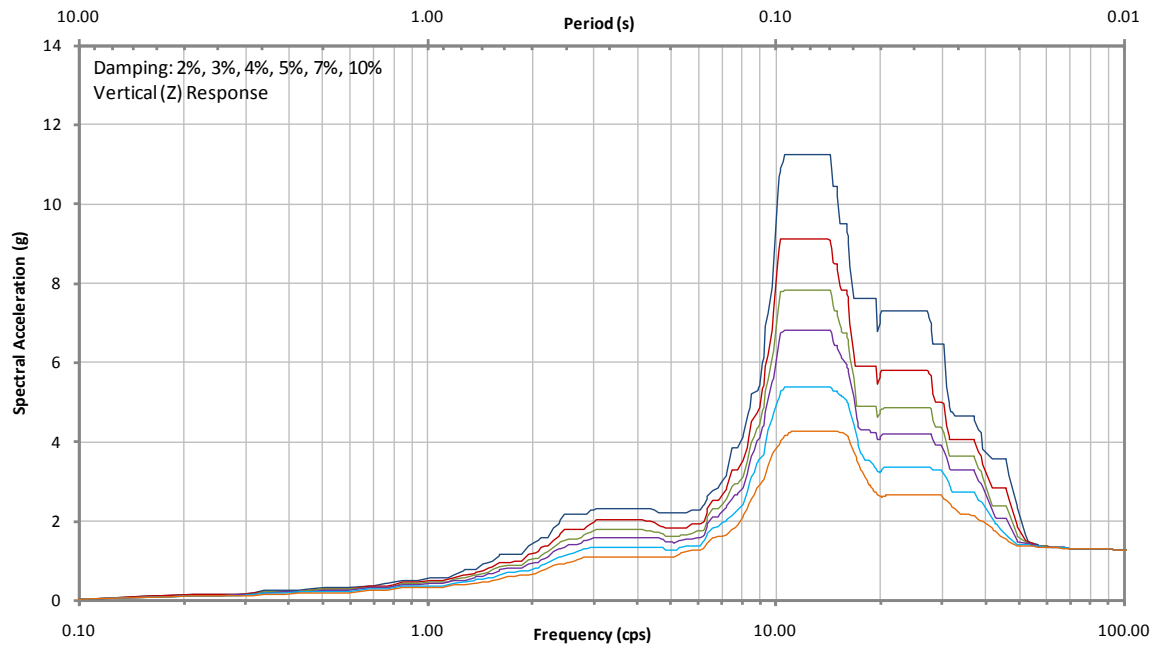 10.00 1.00 0.10 0.01
Period (s)
14
12
10
8
6
4
2
0
Spectral Acceleration (g)
Damping: 2%, 3%, 4%, 5%, 7%, 10%
Vertical (Z) Response
0.10 1.00 10.00 100.00
Frequency (cps)